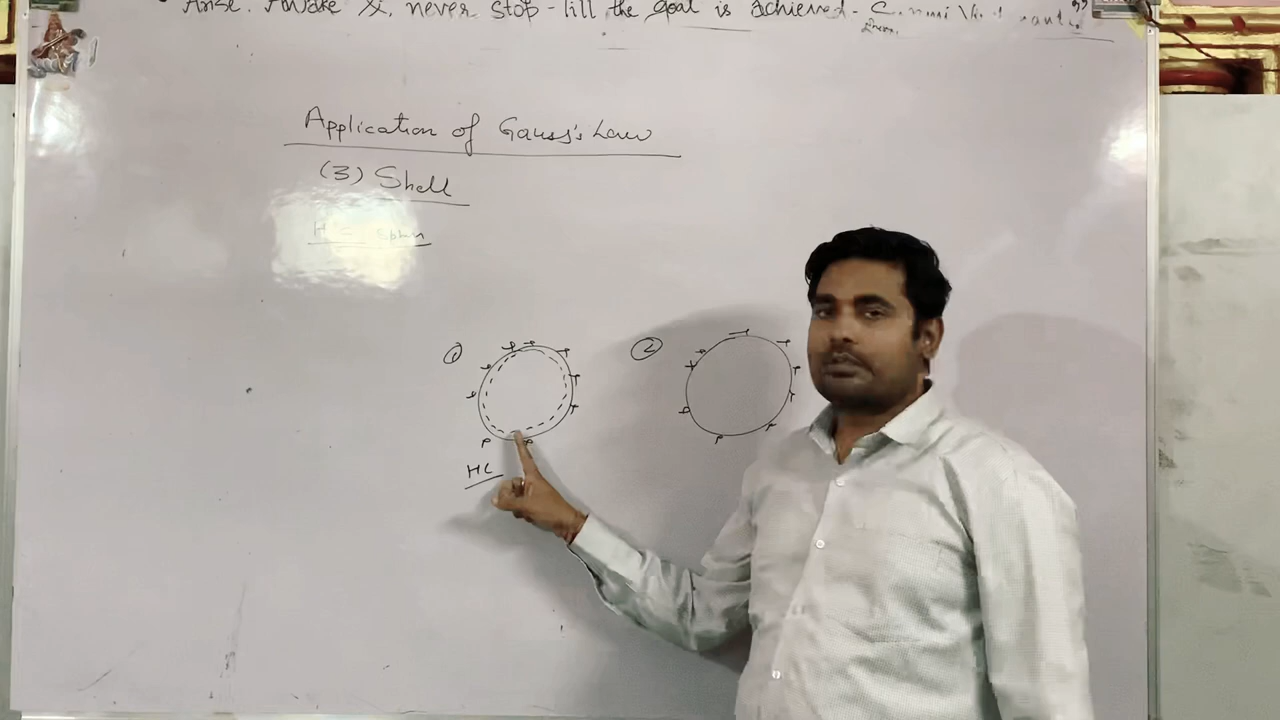 Arise. Awake & never stop till the goal is achieved -
Application of Gauss's Law
(3) Shell
① ②
HC